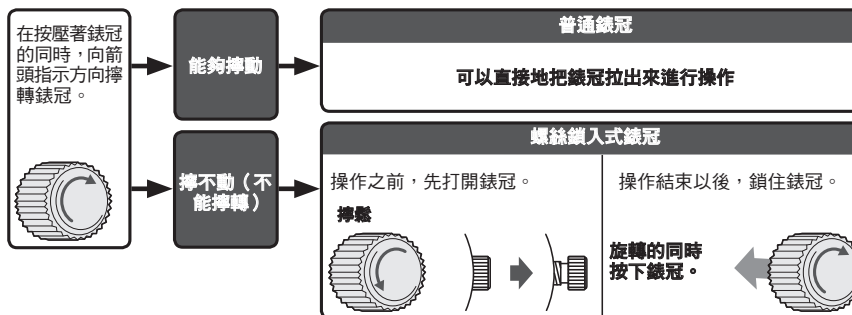 在按壓著錶冠
的同時，向箭
頭指示方向擰
轉錶冠。
能夠擰動
普通錶冠
可以直接地把錶冠拉出來進行操作
擰不動（不
能擰轉）
螺絲鎖入式錶冠
操作之前，先打開錶冠。
擰鬆
操作結束以後，鎖住錶冠。
旋轉的同時
按下錶冠。